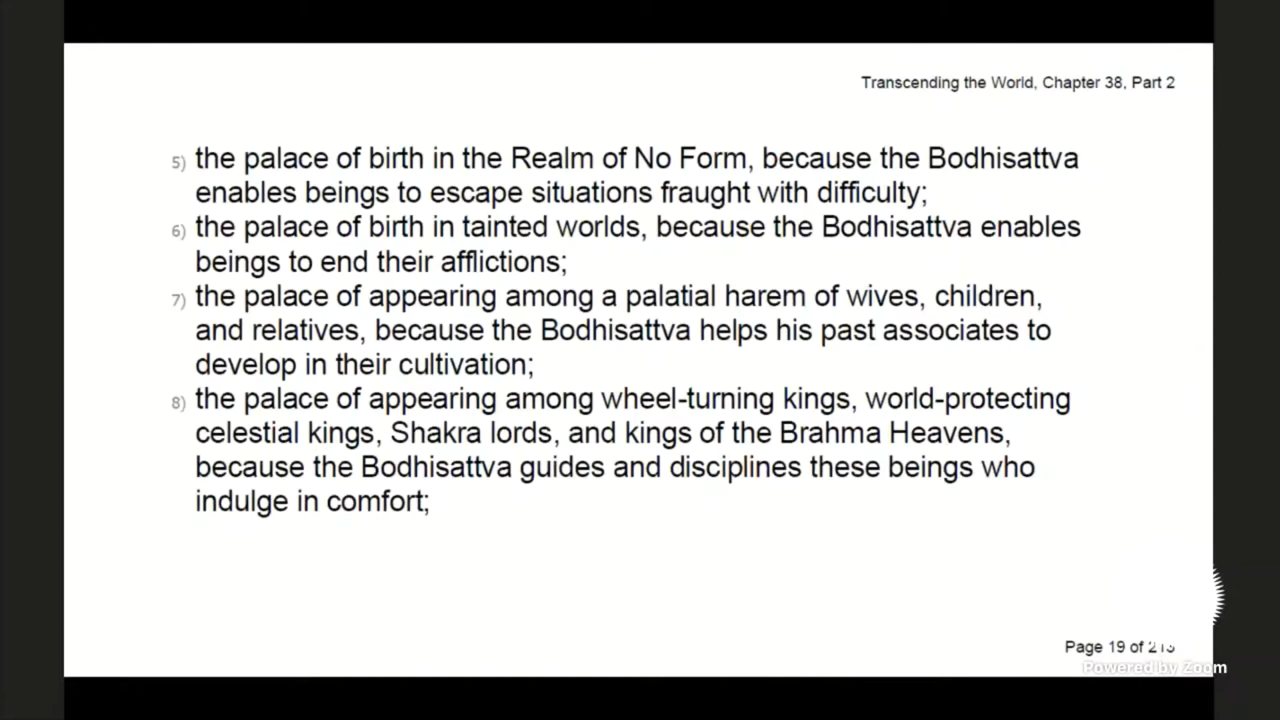 Transcending the World, Chapter 38, Part 2
5) the palace of birth in the Realm of No Form, because the Bodhisattva
enables beings to escape situations fraught with difficulty;
6) the palace of birth in tainted worlds, because the Bodhisattva enables
beings to end their afflictions;
7) the palace of appearing among a palatial harem of wives, children,
and relatives, because the Bodhisattva helps his past associates to
develop in their cultivation;
8) the palace of appearing among wheel-turning kings, world-protecting
celestial kings, Shakra lords, and kings of the Brahma Heavens,
because the Bodhisattva guides and disciplines these beings who
indulge in comfort;
Page 19 of
Powered by Zoom